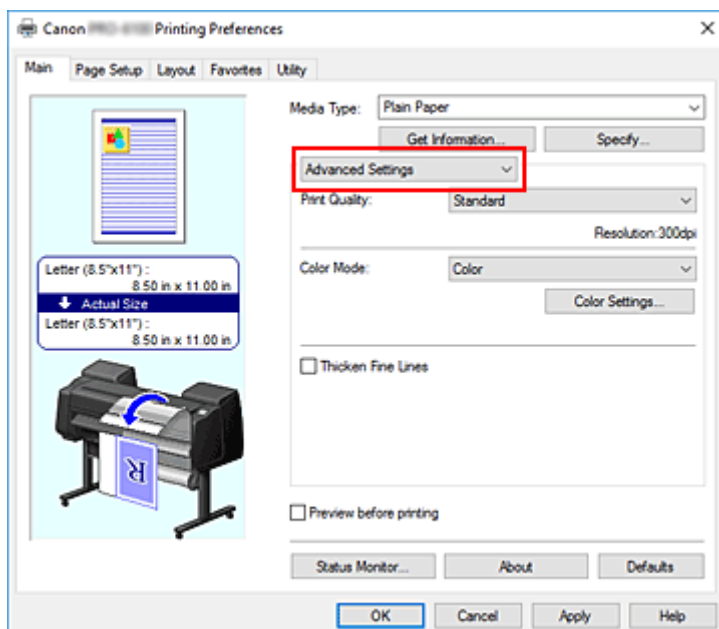 Canon Printing Preferences
Main Page Setup Layout Favorites Utility
Media Type: Plain Paper
Get Information... Specify...
Advanced Settings
Print Quality: Standard
Resolution:300dpi
Letter (8.5"x11") :
8.50 in x 11.00 in
Actual Size
Letter (8.5"x11") :
8.50 in x 11.00 in
Color Mode: Color
Color Settings...
Thicken Fine Lines
R
Preview before printing
Status Monitor... About Defaults
OK Cancel Apply Help